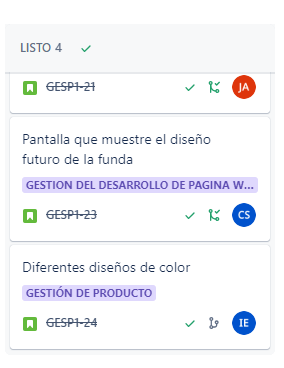 LISTO 4
GESP1-21
JA
Pantalla que muestre el diseño
futuro de la funda
GESTION DEL DESARROLLO DE PAGINA W...
GESP1-23
CS
Diferentes diseños de color
GESTIÓN DE PRODUCTO
GESP1-24
IE